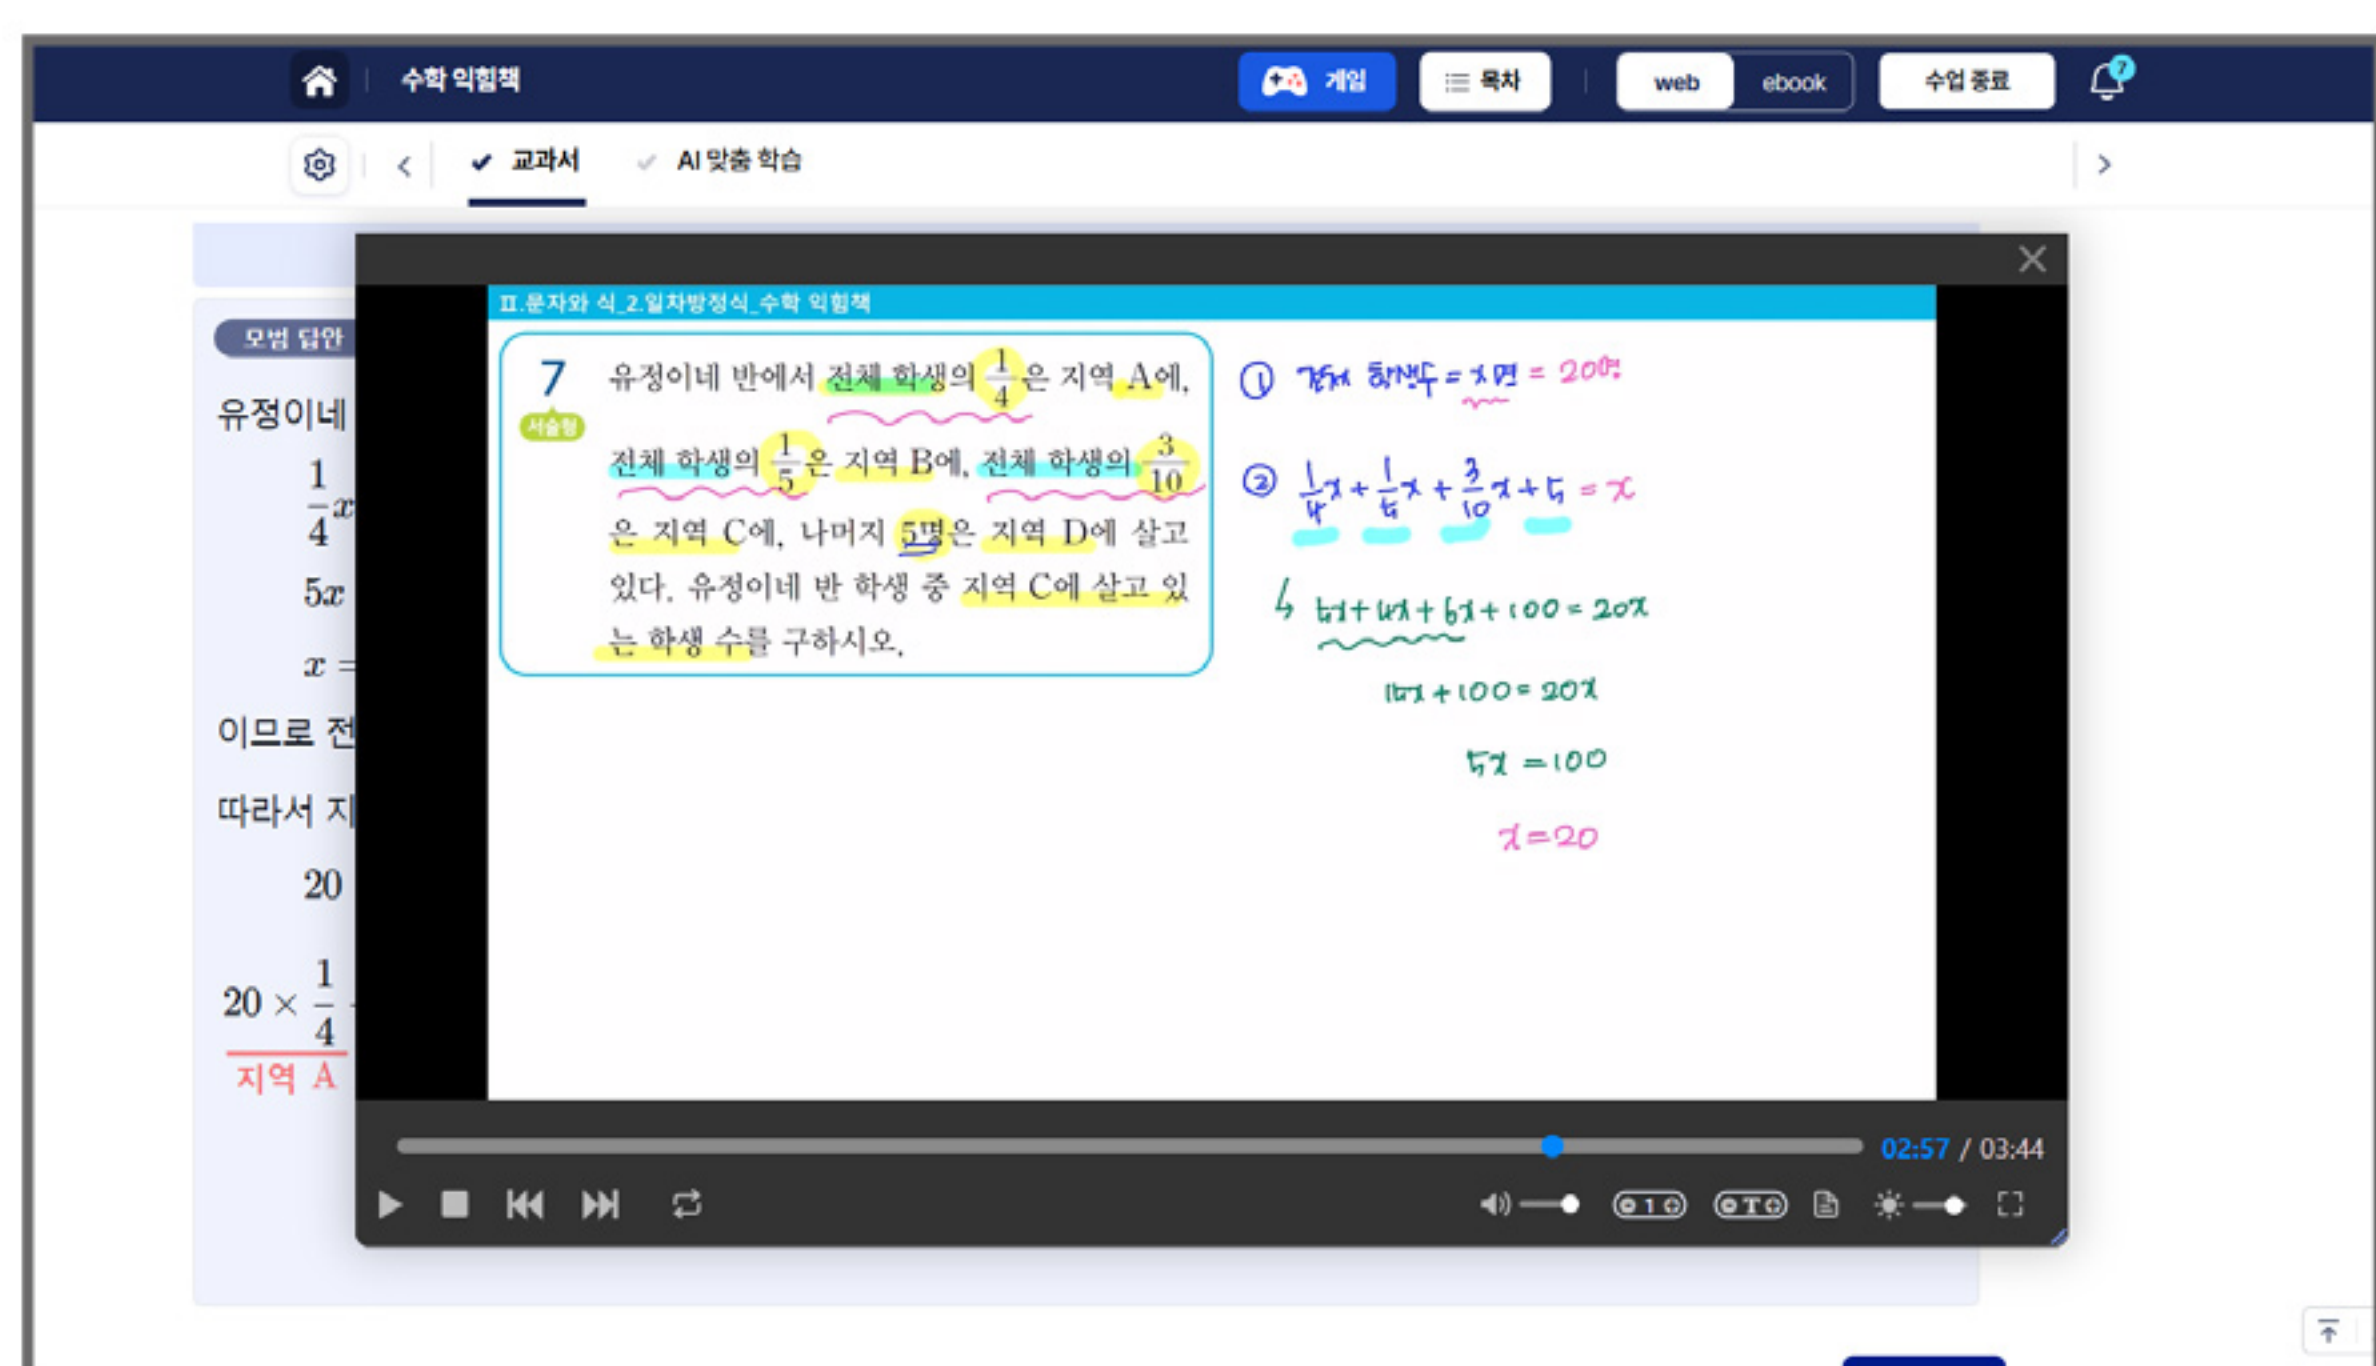 수학 익힘책
게임
목차
web
ebook
수업 종료
7
교과서
AI 맞춤 학습
모범 답안
유정이네
1/4 x
5x
x =
이므로 전
따라서 지
20
20 × 1/4
지역 A
Ⅱ.문자와 식_2.일차방정식_수학 익힘책
7
서술형
유정이네 반에서 전체 학생의 1/4은 지역 A에,
전체 학생의 1/5은 지역 B에, 전체 학생의 3/10
은 지역 C에, 나머지 5명은 지역 D에 살고
있다. 유정이네 반 학생 중 지역 C에 살고 있
는 학생 수를 구하시오.
① 전체 학생수 = x명 = 20명
② 1/4x + 1/5x + 3/10x + 5 = x
↳ 5x + 4x + 6x + 100 = 20x
15x + 100 = 20x
5x = 100
x = 20
02:57 / 03:44
1
T